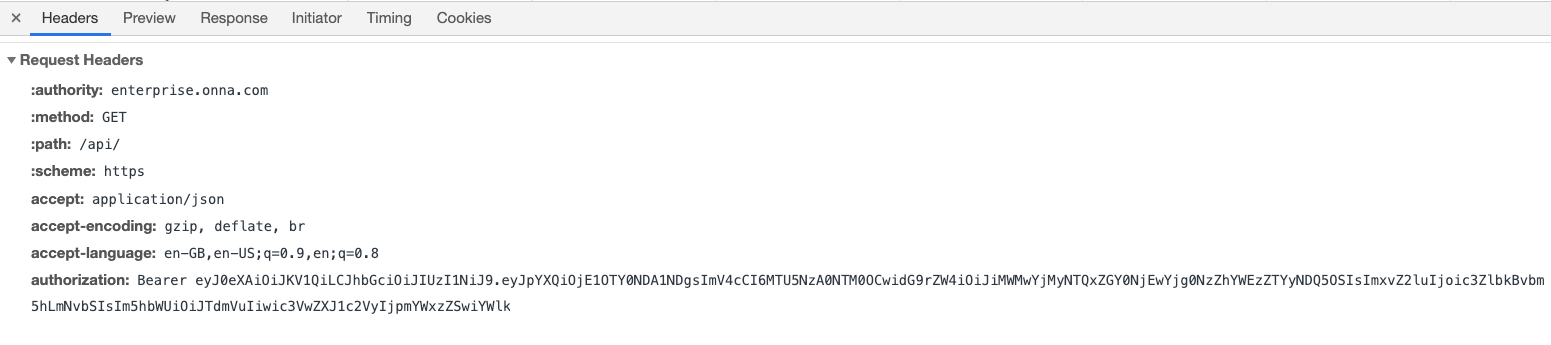 × Headers Preview Response Initiator Timing Cookies
▼ Request Headers
:authority: enterprise.onna.com
:method: GET
:path: /api/
:scheme: https
accept: application/json
accept-encoding: gzip, deflate, br
accept-language: en-GB,en-US;q=0.9,en;q=0.8
authorization: Bearer eyJ0eXAiOiJKV1QiLCJhbGciOiJIUzI1NiJ9.eyJpYXQiOjE1OTY0NDA1NDgsImV4cCI6MTU5NzA0NTM0OCwidG9rZW4iOiJiMWMwYjMyNTQxZGY0NjEwYjg0NzZhYWEzZTYyNDQ5OSIsImxvZ2luIjoic3ZlbkBvbm
5hLmNvbSIsIm5hbWUiOiJTdmVuIiwic3VwZXJ1c2VyIjpmYWxzZSwiYWlk